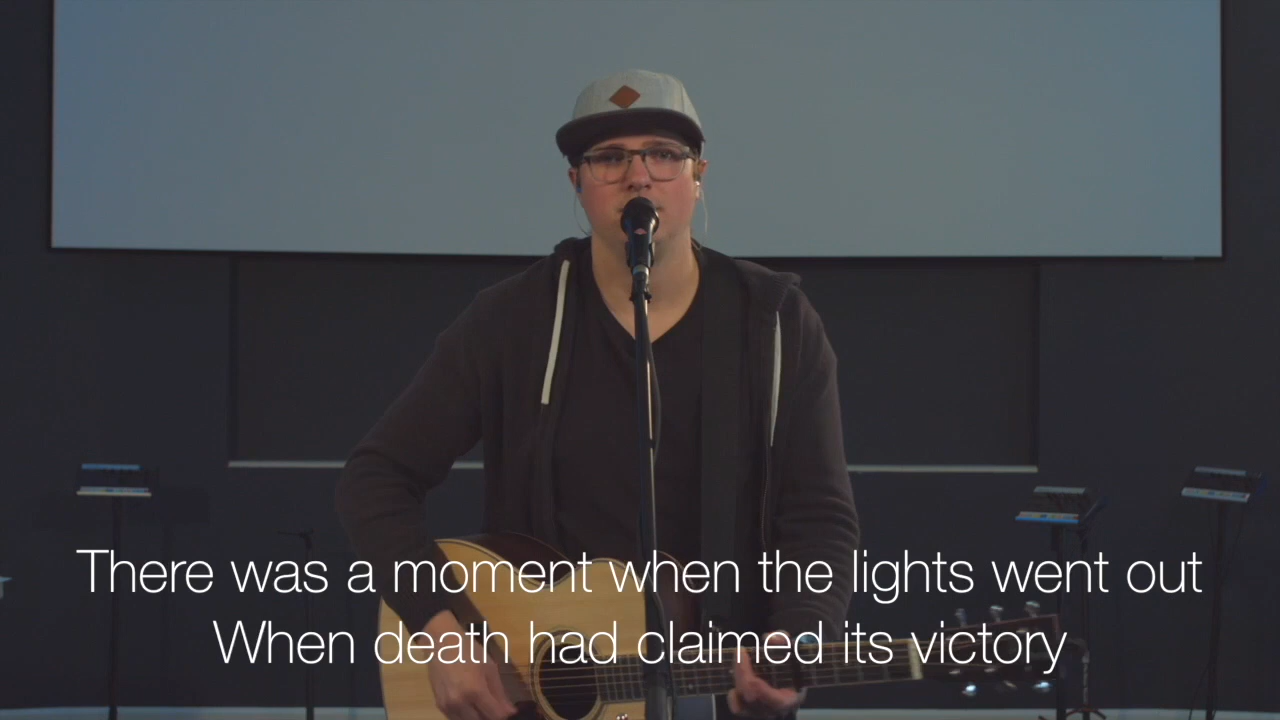 There was a moment when the lights went out
When death had claimed its victory